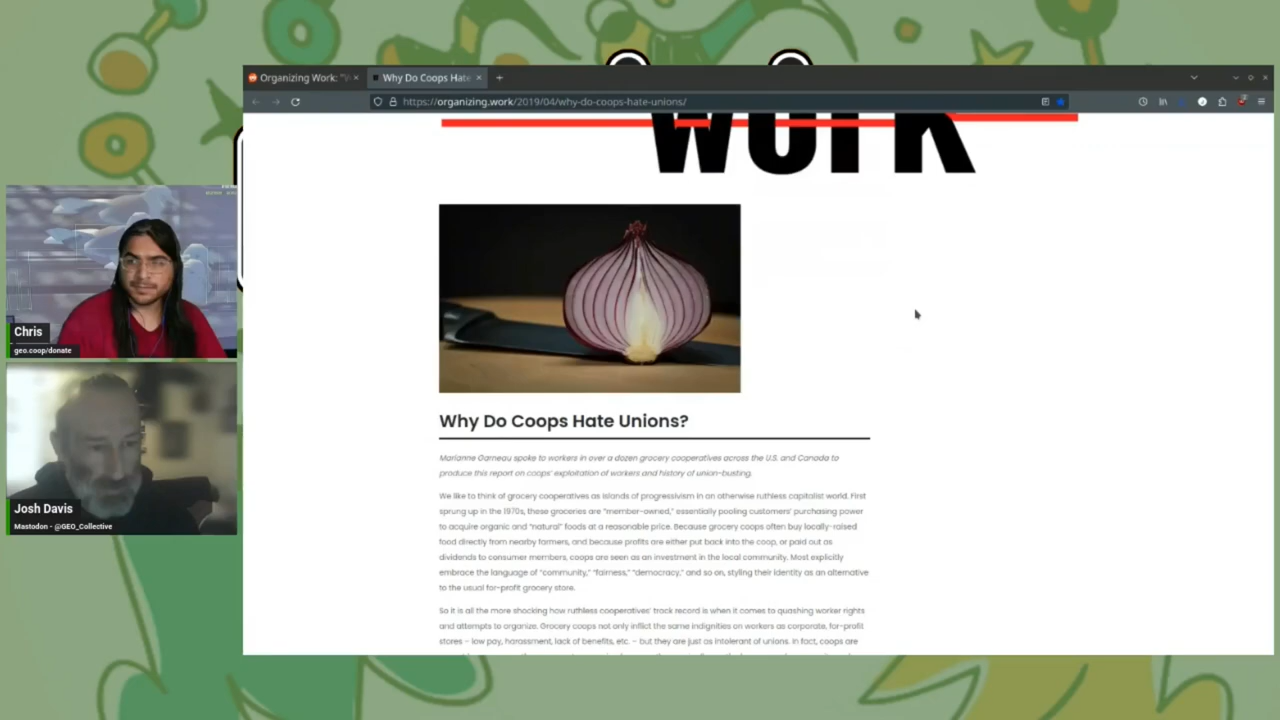 Organizing Work: "W
Why Do Coops Hate
https://organizing.work/2019/04/why-do-coops-hate-unions/
WORK
Why Do Coops Hate Unions?
Marianne Garneau spoke to workers in over a dozen grocery cooperatives across the U.S. and Canada to
produce this report on coops' exploitation of workers and history of union-busting.
We like to think of grocery cooperatives as islands of progressivism in an otherwise ruthless capitalist world. First
sprung up in the 1970s, these groceries are "member-owned," essentially pooling customers' purchasing power
to acquire organic and "natural" foods at a reasonable price. Because grocery coops often buy locally-raised
food directly from nearby farmers, and because profits are either put back into the coop, or paid out as
dividends to consumer members, coops are seen as an investment in the local community. Most explicitly
embrace the language of "community," "fairness," "democracy," and so on, styling their identity as an alternative
to the usual for-profit grocery store.
So it is all the more shocking how ruthless cooperatives' track record is when it comes to quashing worker rights
and attempts to organize. Grocery coops not only inflict the same indignities on workers as corporate, for-profit
stores – low pay, harassment, lack of benefits, etc. – but they are just as intolerant of unions. In fact, coops are
Chris
geo.coop/donate
Josh Davis
Mastodon - @GEO_Collective